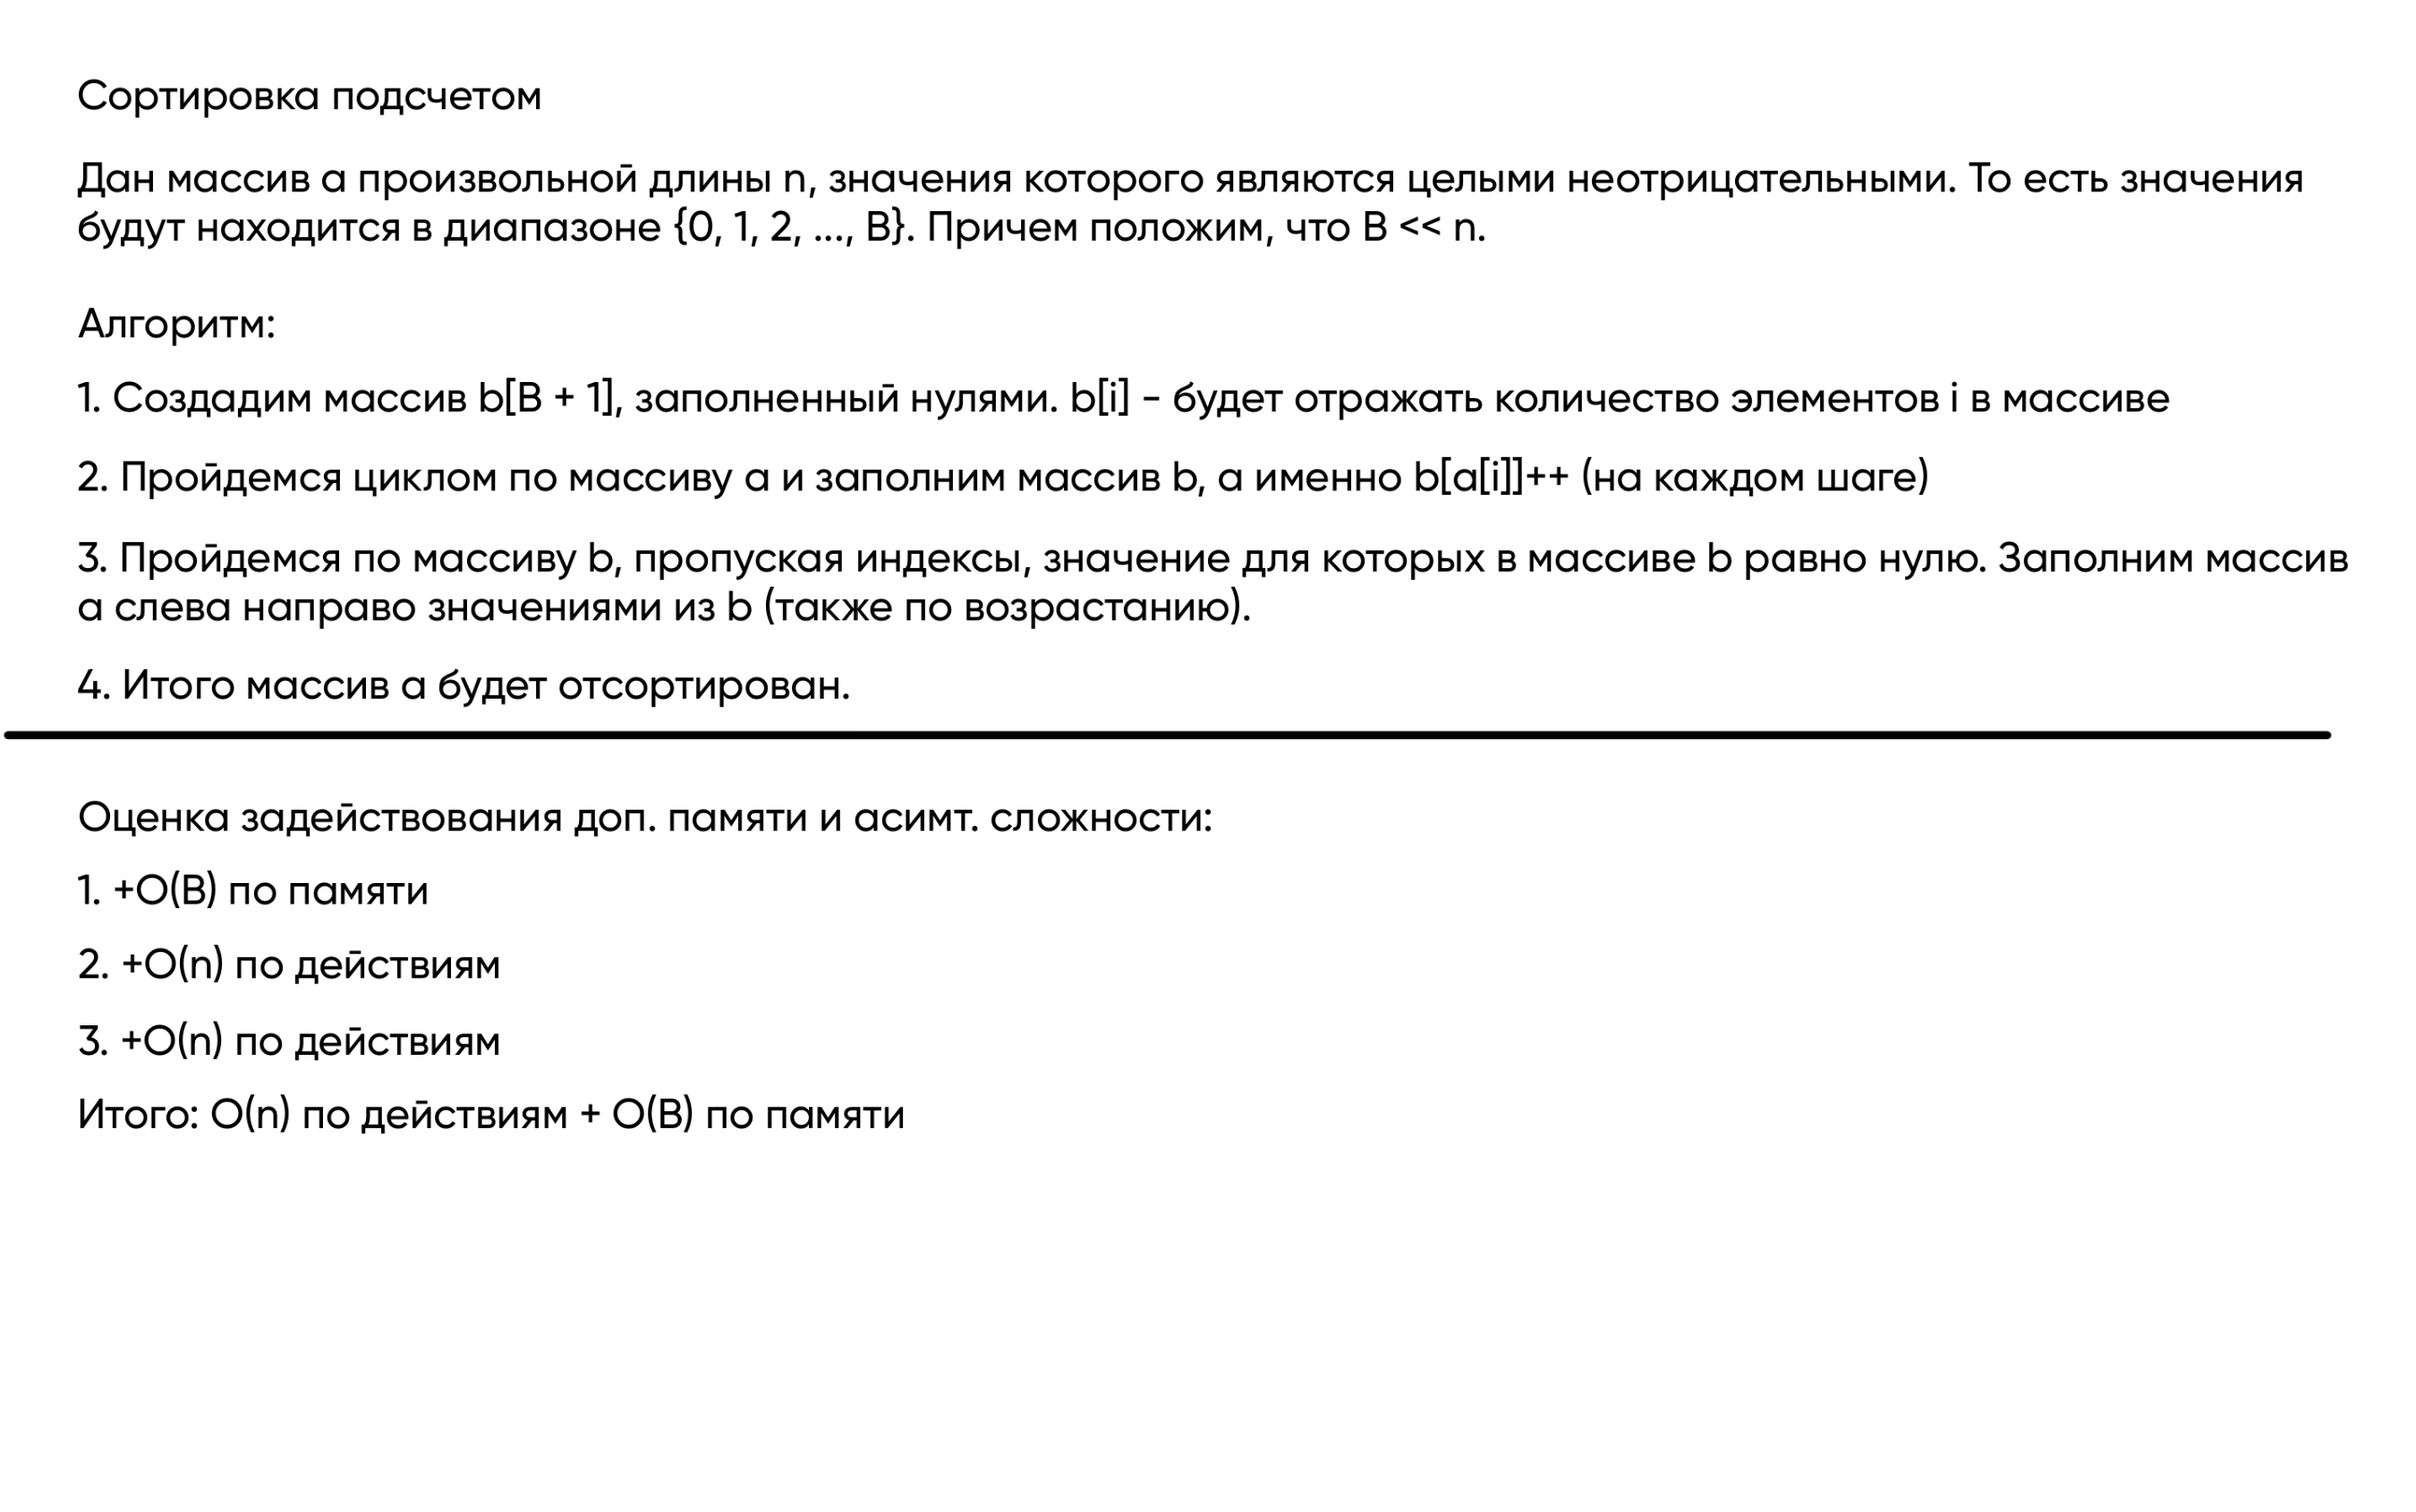 Сортировка подсчетом
Дан массив a произвольной длины n, значения которого являются целыми неотрицательными. То есть значения
будут находится в диапазоне {0, 1, 2, ..., B}. Причем положим, что B << n.
Алгоритм:
1. Создадим массив b[B + 1], заполненный нулями. b[i] - будет отражать количество элементов i в массиве
2. Пройдемся циклом по массиву a и заполним массив b, а именно b[a[i]]++ (на каждом шаге)
3. Пройдемся по массиву b, пропуская индексы, значение для которых в массиве b равно нулю. Заполним массив
a слева направо значениями из b (также по возрастанию).
4. Итого массив a будет отсортирован.
Оценка задействования доп. памяти и асимт. сложности:
1. +O(B) по памяти
2. +O(n) по действиям
3. +O(n) по действиям
Итого: O(n) по действиям + O(B) по памяти